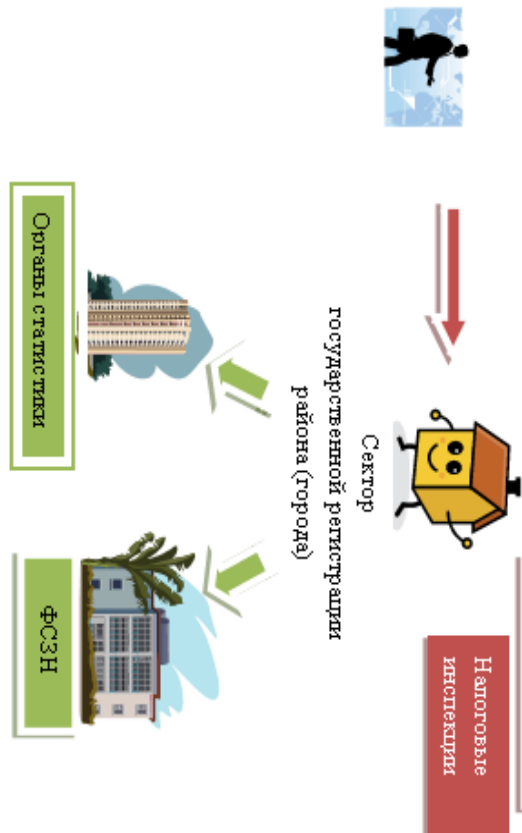 Сектор
государственной регистрации
района (города)
Налоговые
инспекции
Органы статистики
ФСЗН